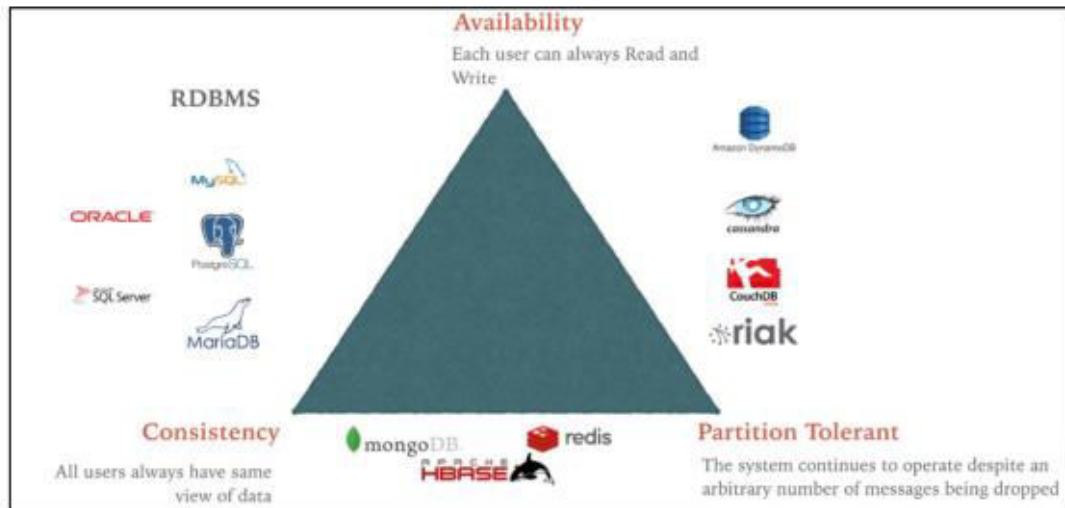 Availability
Each user can always Read and
Write
RDBMS
MySQL
ORACLE
PostgreSQL
SQL Server
MariaDB
Amazon DynamoDB
cassandra
CouchDB
riak
Consistency
All users always have same
view of data
mongoDB
redis
APACHE
HBASE
Partition Tolerant
The system continues to operate despite an
arbitrary number of messages being dropped